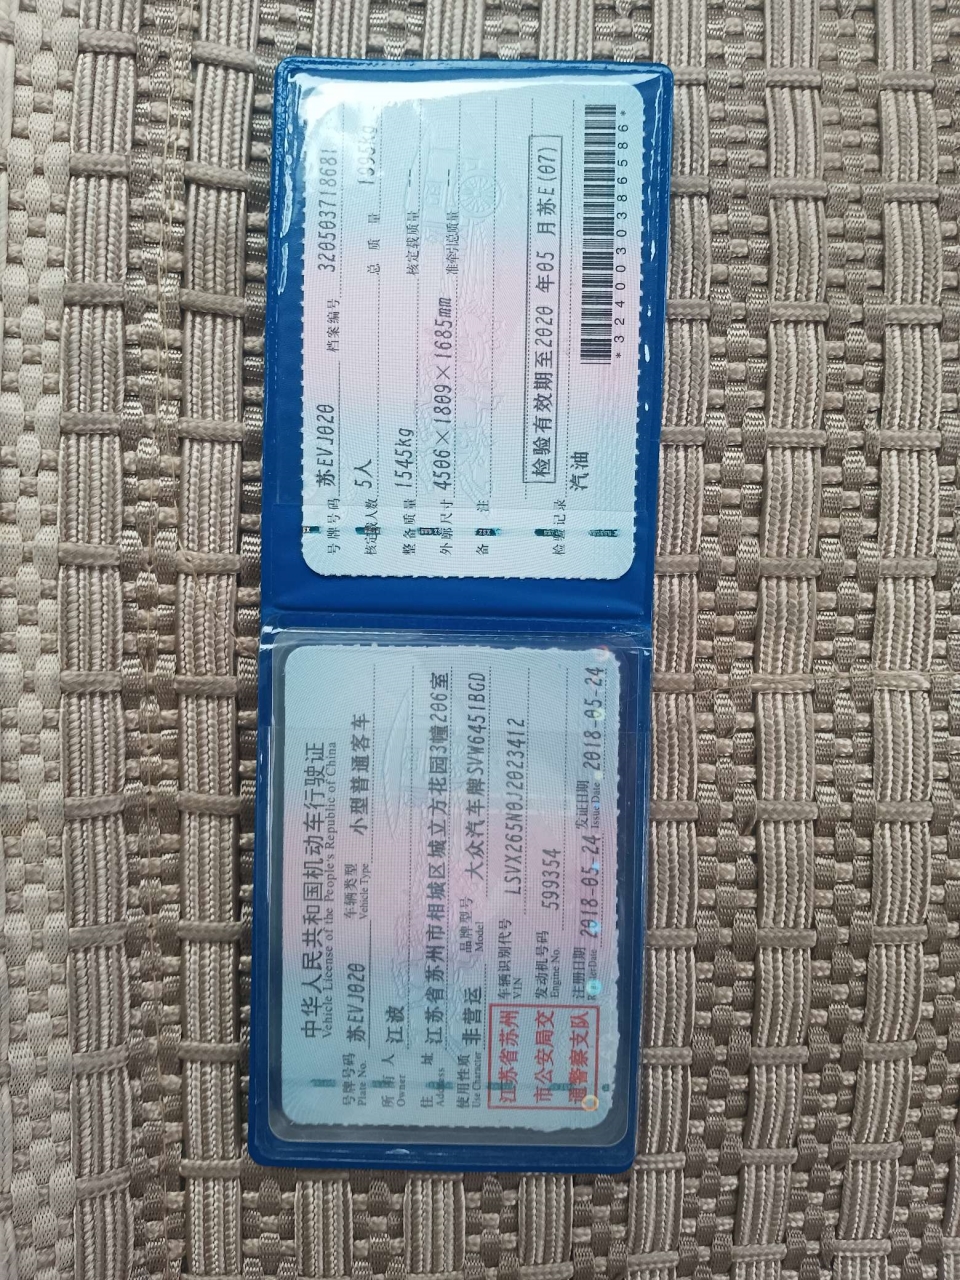 中华人民共和国机动车行驶证
Vehicle License of the People's Republic of China
号牌号码 Plate No. 苏EVJ020 车辆类型 Vehicle Type 小型普通客车
所有人 Owner 江波
住址 Address 江苏省苏州市相城区城立方花园3幢206室
使用性质 Use Character 非营运 品牌型号 Model 大众汽车牌SVW6451BGD
江苏省苏州市公安局交通警察支队
车辆识别代号 VIN LSVX265N0J2023412
发动机号码 Engine No. 599354
注册日期 2018-05-24 发证日期 Issue Date 2018-05-24
号牌号码 苏EVJ020 档案编号 320503718681
核定载人数 5人 总质量 1995kg
整备质量 1545kg 核定载质量 --
外廓尺寸 4506×1809×1685mm 准牵引总质量 --
备注
检验记录 检验有效期至2020年05月苏E(07)
汽油
*3240030386586*